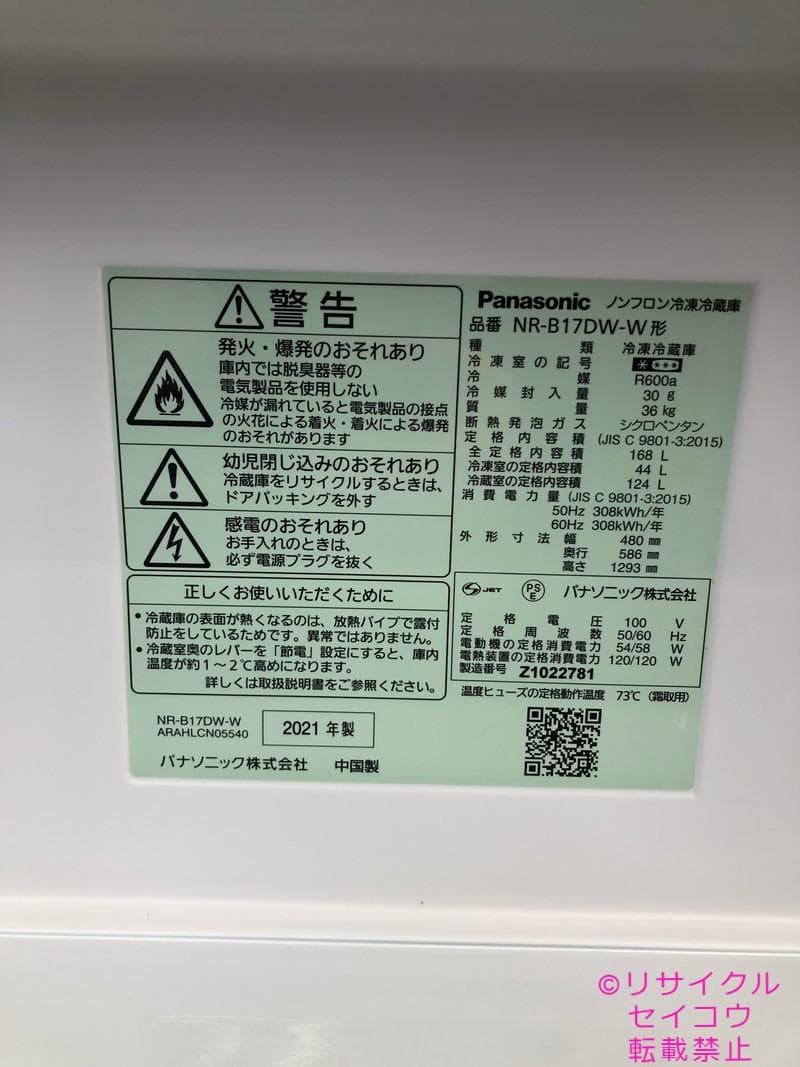 警告
発火・爆発のおそれあり
庫内では脱臭器等の
電気製品を使用しない
冷媒が漏れていると電気製品の接点
の火花による着火・着火による爆発
のおそれがあります
幼児閉じ込みのおそれあり
冷蔵庫をリサイクルするときは、
ドアパッキングを外す
感電のおそれあり
お手入れのときは、
必ず電源プラグを抜く
正しくお使いいただくために
●冷蔵庫の表面が熱くなるのは、放熱パイプで露付
防止をしているためです。異常ではありません。
●冷蔵室奥のレバーを「節電」設定にすると、庫内
温度が約1～2℃高めになります。
詳しくは取扱説明書をご参照ください。
NR-B17DW-W
ARAHLCN05540
2021 年製
パナソニック株式会社 中国製
Panasonic ノンフロン冷凍冷蔵庫
品番 NR-B17DW-W形
種類 冷凍冷蔵庫
冷凍室の記号 ＊＊＊＊
冷媒 R600a
冷媒封入量 30 g
質量 36 kg
断熱発泡ガス シクロペンタン
定格内容積 (JIS C 9801-3:2015)
全定格内容積 168 L
冷凍室の定格内容積 44 L
冷蔵室の定格内容積 124 L
消費電力量 (JIS C 9801-3:2015)
50Hz 308kWh/年
60Hz 308kWh/年
外形寸法 幅 480 ㎜
奥行 586 ㎜
高さ 1293 ㎜
JET PSE パナソニック株式会社
定格電圧 100 V
定格周波数 50/60 Hz
電動機の定格消費電力 54/58 W
電熱装置の定格消費電力 120/120 W
製造番号 Z1022781
温度ヒューズの定格動作温度 73℃ (霜取用)
©リサイクル
セイコウ
転載禁止